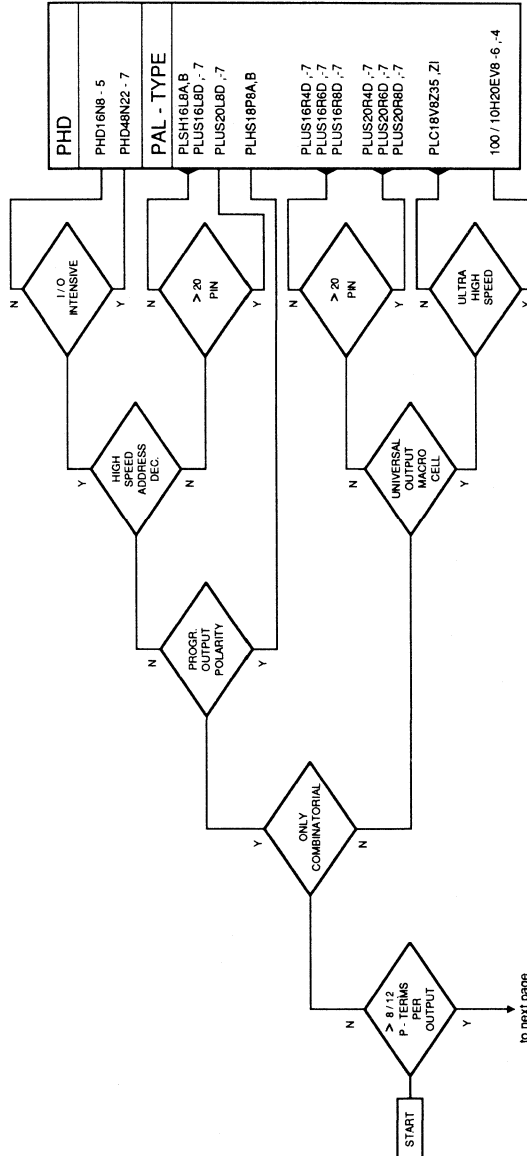 START
> 8 / 12
P - TERMS
PER
OUTPUT
N
Y
to next page
ONLY
COMBINATORIAL
Y
N
PROGR.
OUTPUT
POLARITY
N
Y
HIGH
SPEED
ADDRESS
DEC.
Y
N
UNIVERSAL
OUTPUT
MACRO
CELL
N
Y
I / O
INTENSIVE
N
Y
> 20
PIN
N
Y
> 20
PIN
N
Y
ULTRA
HIGH
SPEED
N
Y
PHD
PHD16N8 - 5
PHD48N22 - 7
PAL - TYPE
PLSH16L8A,B
PLUS16L8D ,- 7
PLUS20L8D ,-7
PLHS18P8A,B
PLUS16R4D ,-7
PLUS16R6D ,-7
PLUS16R8D ,-7
PLUS20R4D ,-7
PLUS20R6D ,-7
PLUS20R8D ,-7
PLC18V8Z35 ,ZI
100 / 10H20EV8 -6 ,-4